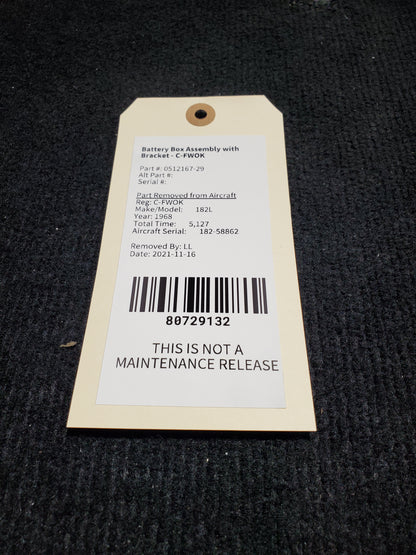 Battery Box Assembly with
Bracket - C-FWOK
Part #: 0512167-29
Alt Part #:
Serial #:
Part Removed from Aircraft
Reg: C-FWOK
Make/Model: 182L
Year: 1968
Total Time: 5,127
Aircraft Serial: 182-58862
Removed By: LL
Date: 2021-11-16
80729132
THIS IS NOT A
MAINTENANCE RELEASE